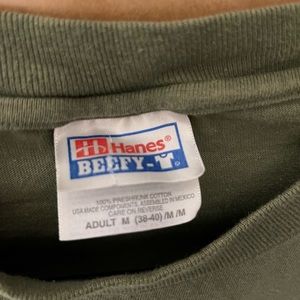 Hanes®
BEEFY-T®
100% PRESHRUNK COTTON
USA MADE COMPONENTS. ASSEMBLED IN MEXICO
CARE ON REVERSE
ADULT M (38-40)/M/M